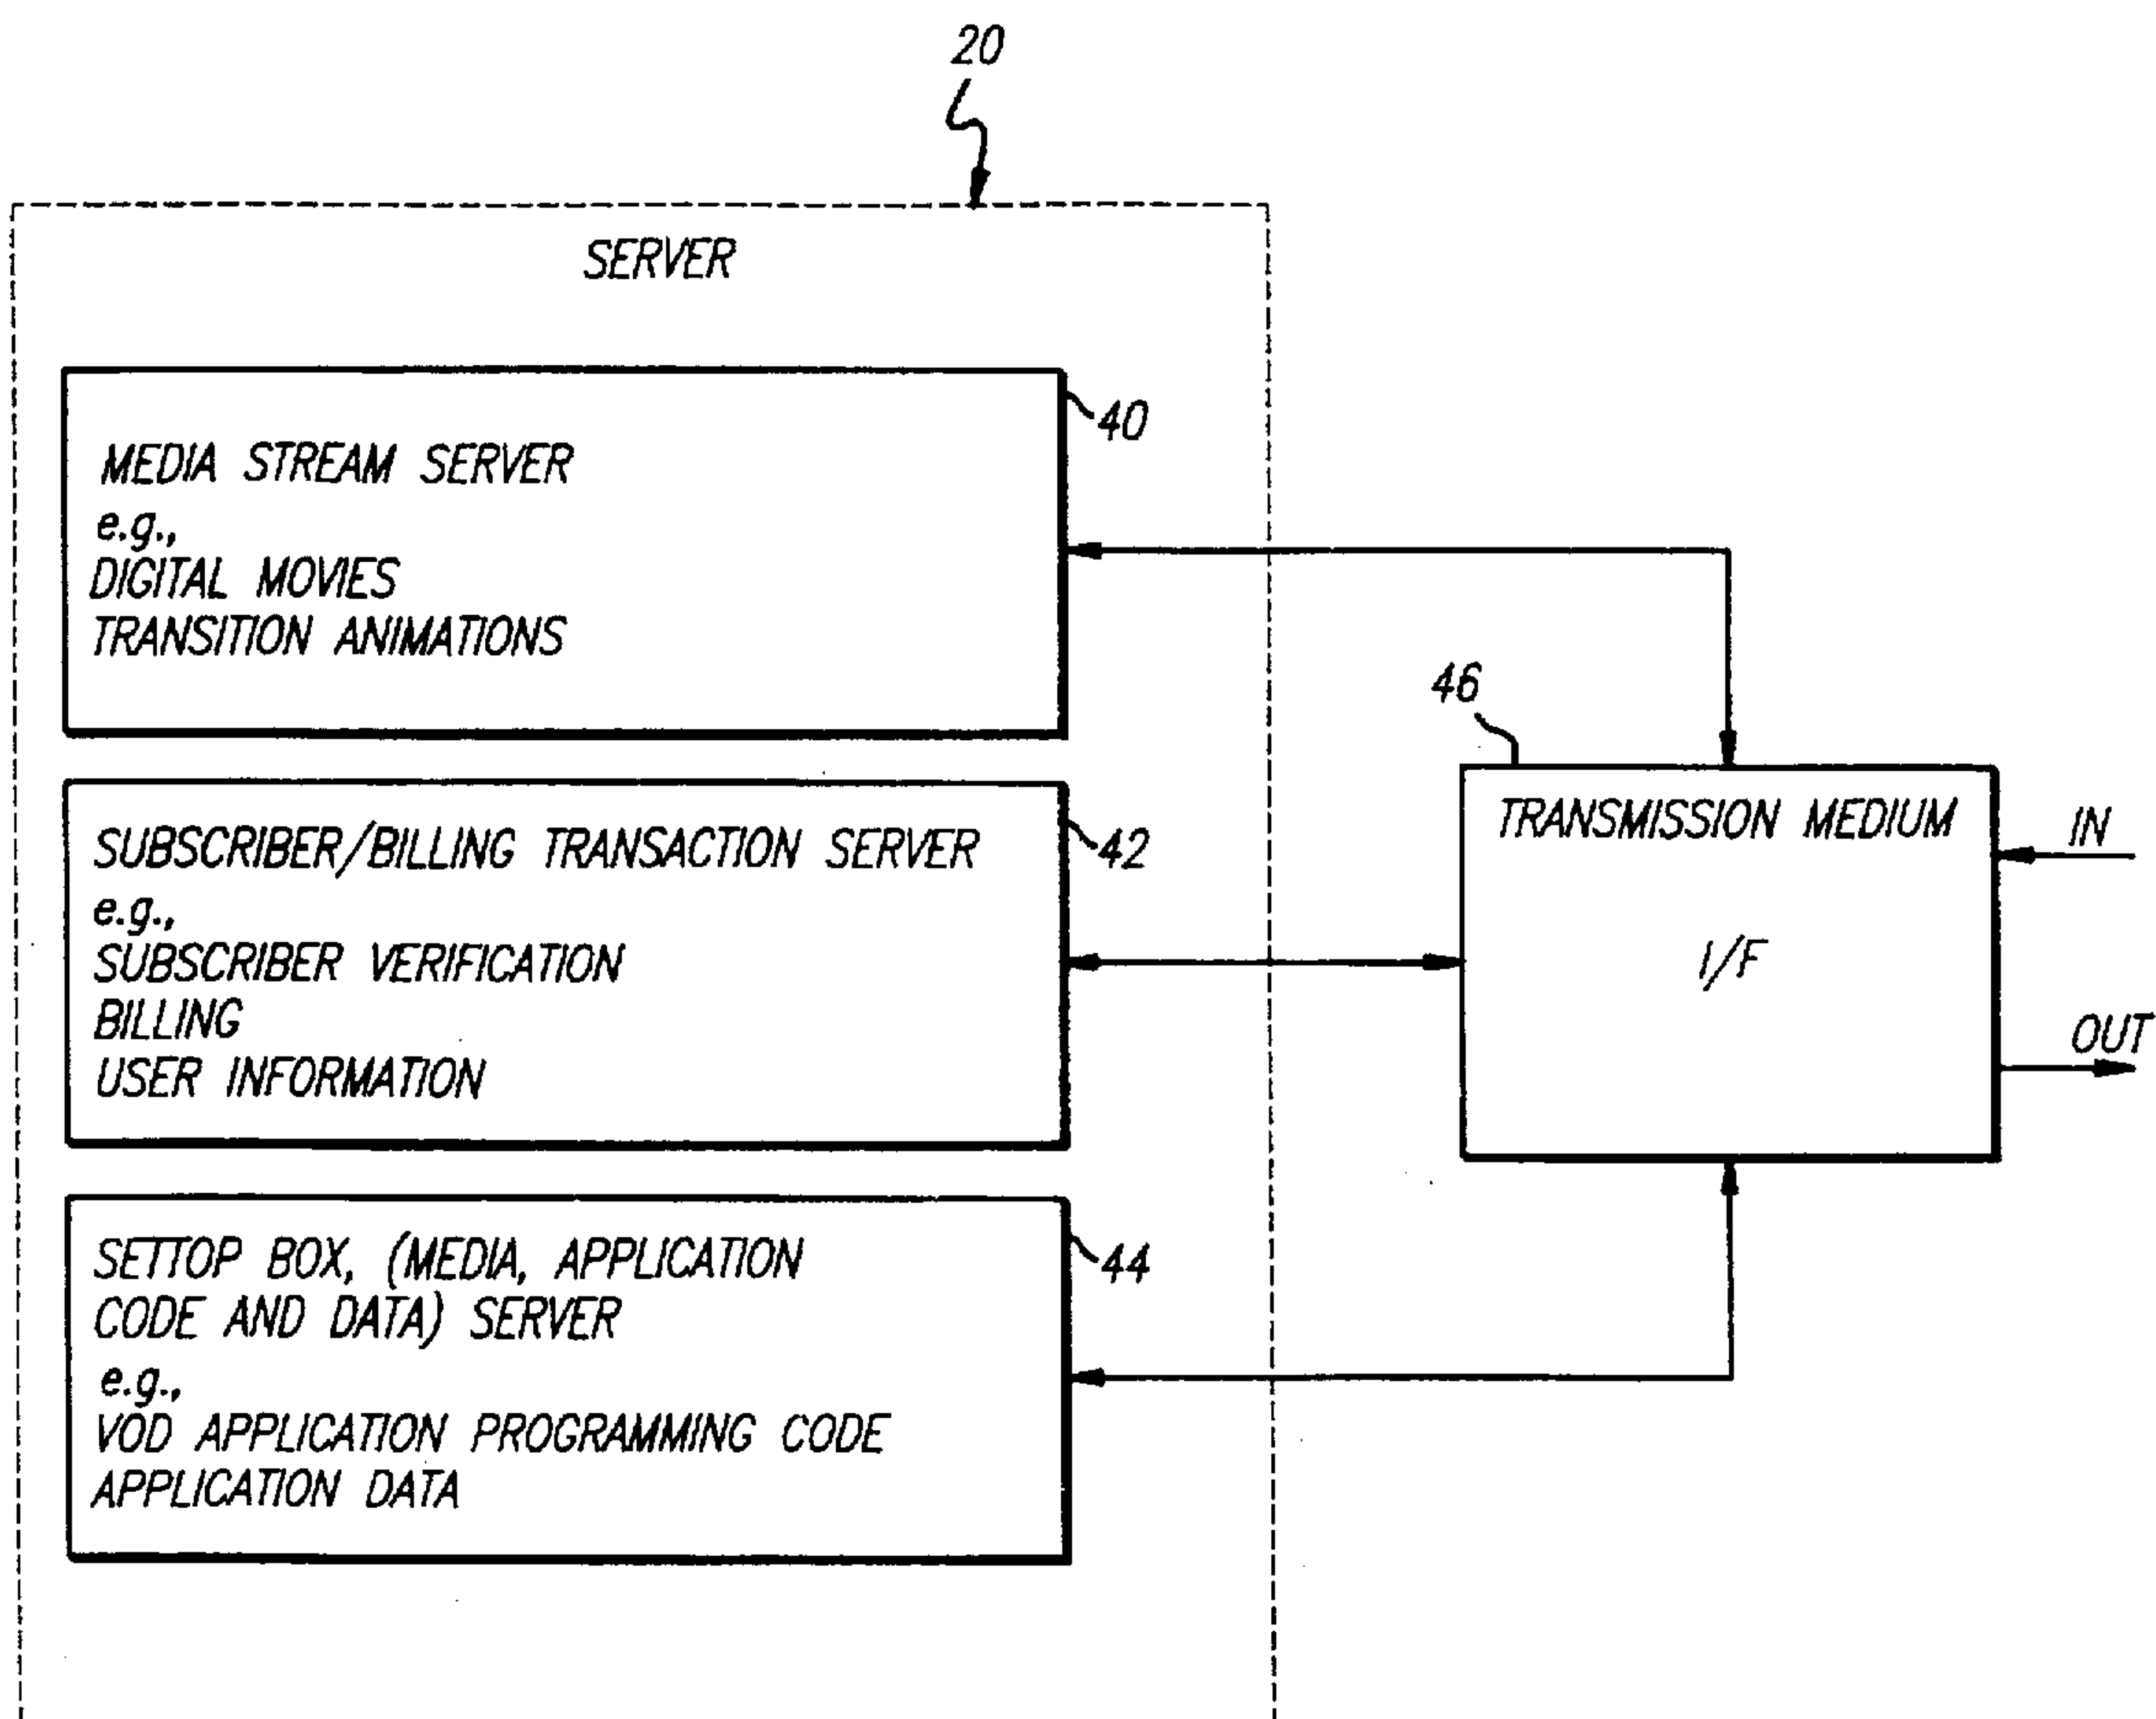 20
SERVER
40
MEDIA STREAM SERVER
e.g.,
DIGITAL MOVIES
TRANSITION ANIMATIONS
42
SUBSCRIBER/BILLING TRANSACTION SERVER
e.g.,
SUBSCRIBER VERIFICATION
BILLING
USER INFORMATION
44
SETTOP BOX, (MEDIA, APPLICATION
CODE AND DATA) SERVER
e.g.,
VOD APPLICATION PROGRAMMING CODE
APPLICATION DATA
46
TRANSMISSION MEDIUM
I/F
IN
OUT